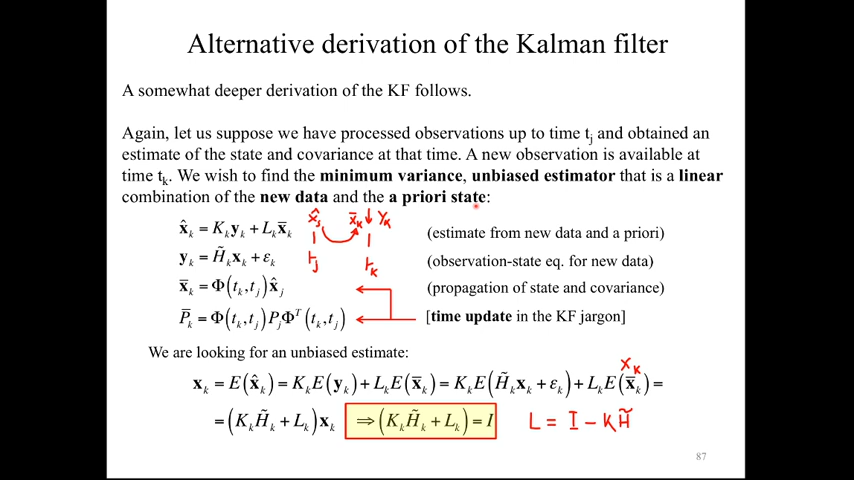 Alternative derivation of the Kalman filter
A somewhat deeper derivation of the KF follows.
Again, let us suppose we have processed observations up to time tⱼ and obtained an
estimate of the state and covariance at that time. A new observation is available at
time tₖ. We wish to find the minimum variance, unbiased estimator that is a linear
combination of the new data and the a priori state:
x̂ₖ = Kₖyₖ + Lₖx̄ₖ
x̂ⱼ x̄ₖ ↓ Yₖ
(estimate from new data and a priori)
yₖ = H̃ₖxₖ + εₖ
tⱼ tₖ
(observation-state eq. for new data)
x̄ₖ = Φ(tₖ,tⱼ)x̂ⱼ
(propagation of state and covariance)
P̄ₖ = Φ(tₖ,tⱼ)PⱼΦᵀ(tₖ,tⱼ)
[time update in the KF jargon]
We are looking for an unbiased estimate:
xₖ
xₖ = E(x̂ₖ) = KₖE(yₖ) + LₖE(x̄ₖ) = KₖE(H̃ₖxₖ + εₖ) + LₖE(x̄ₖ) =
= (KₖH̃ₖ + Lₖ)xₖ ⇒ (KₖH̃ₖ + Lₖ) = I L = I - KH̃
87